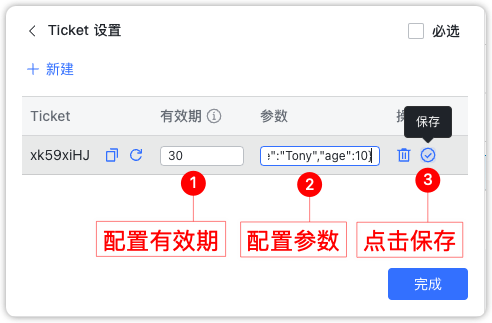 Ticket 设置
必选
+ 新建
Ticket 有效期 参数
保存
xk59xiHJ 30 e":"Tony","age":10}
1 2 3
配置有效期 配置参数 点击保存
完成